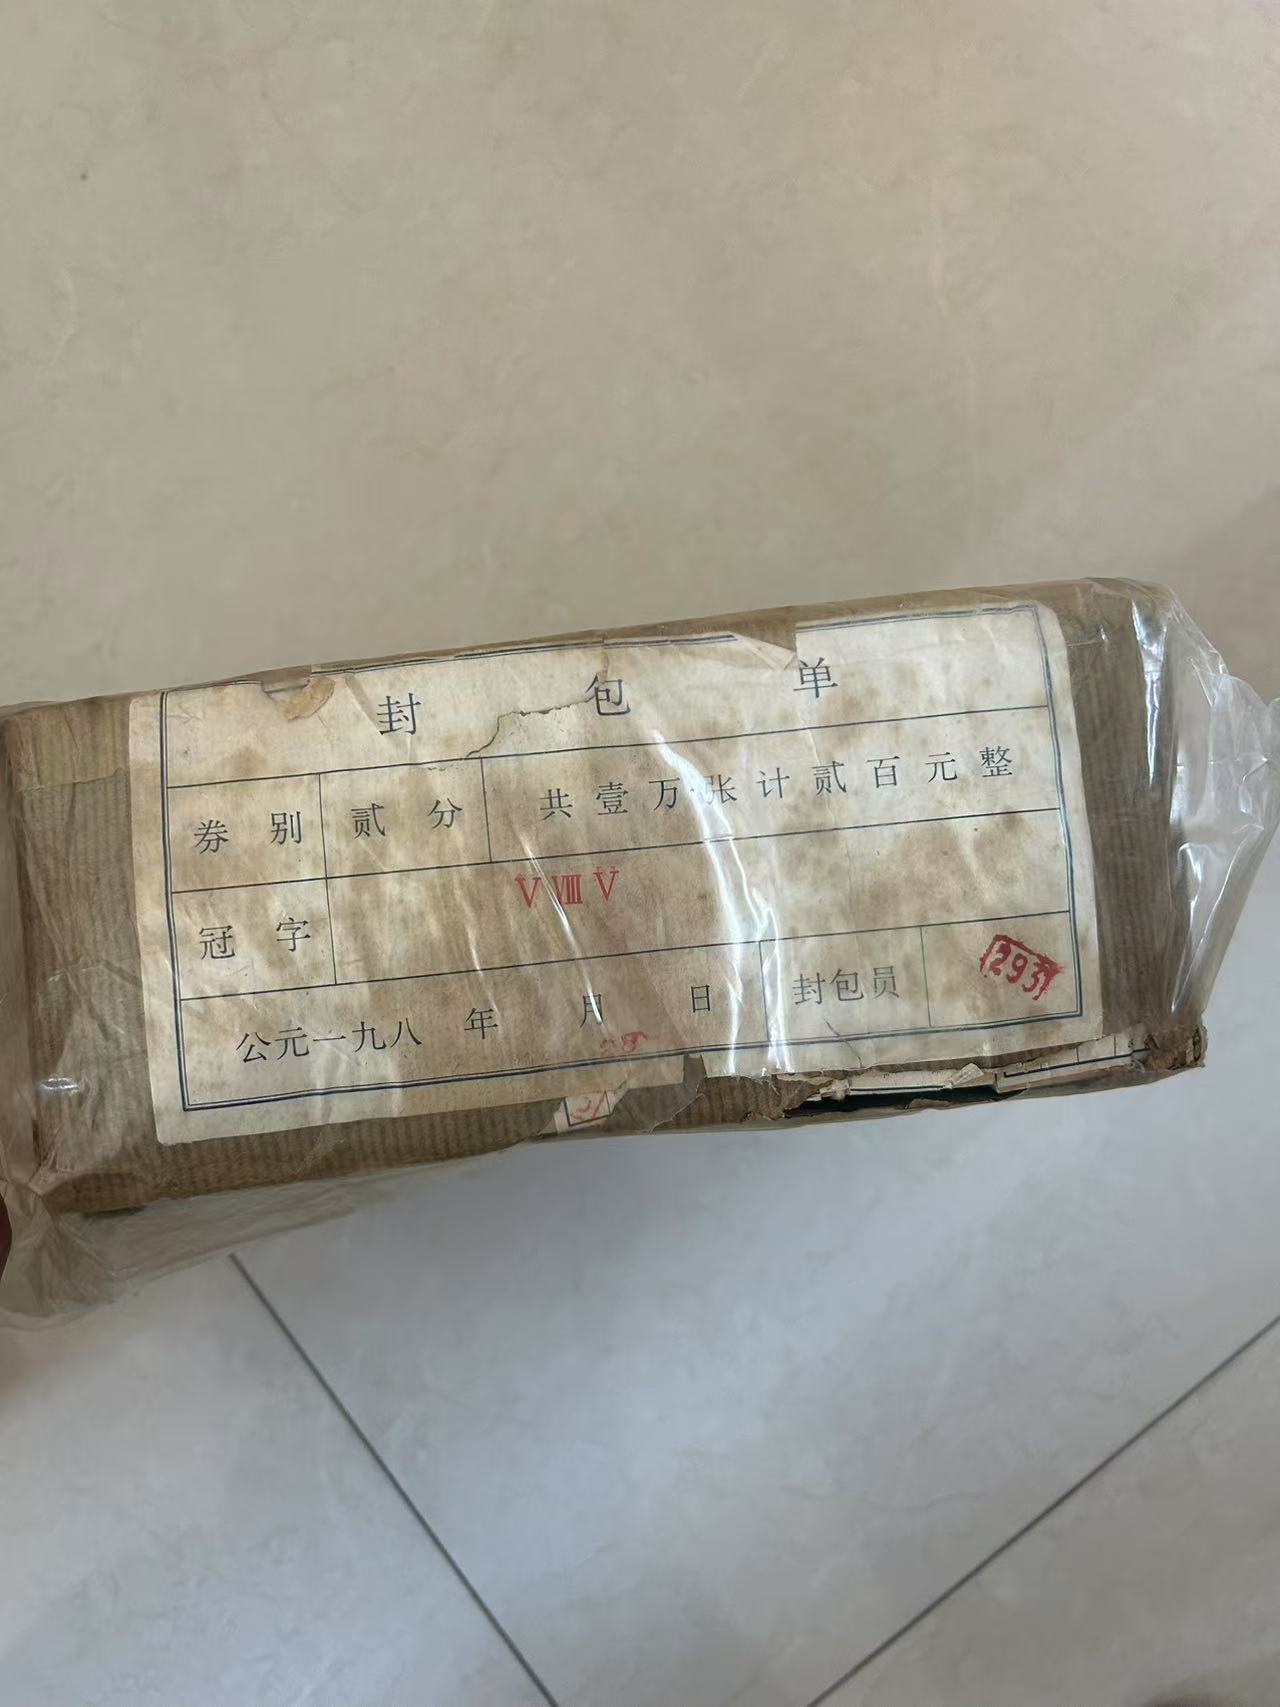 封包单
券别 贰分 共壹万张计贰百元整
冠字 V VIII V
公元一九八 年 月 日 封包员 293